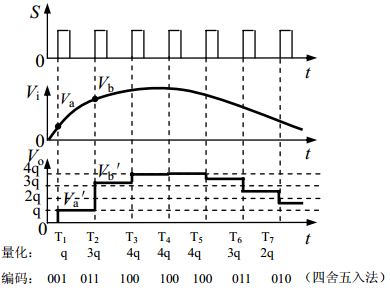 S
0
t
Vi
Va
Vb
0
t
Vo
4q
3q
2q
q
0
Va′
Vb′
t
T1 T2 T3 T4 T5 T6 T7
量化： q 3q 4q 4q 4q 3q 2q
编码： 001 011 100 100 100 011 010 (四舍五入法)